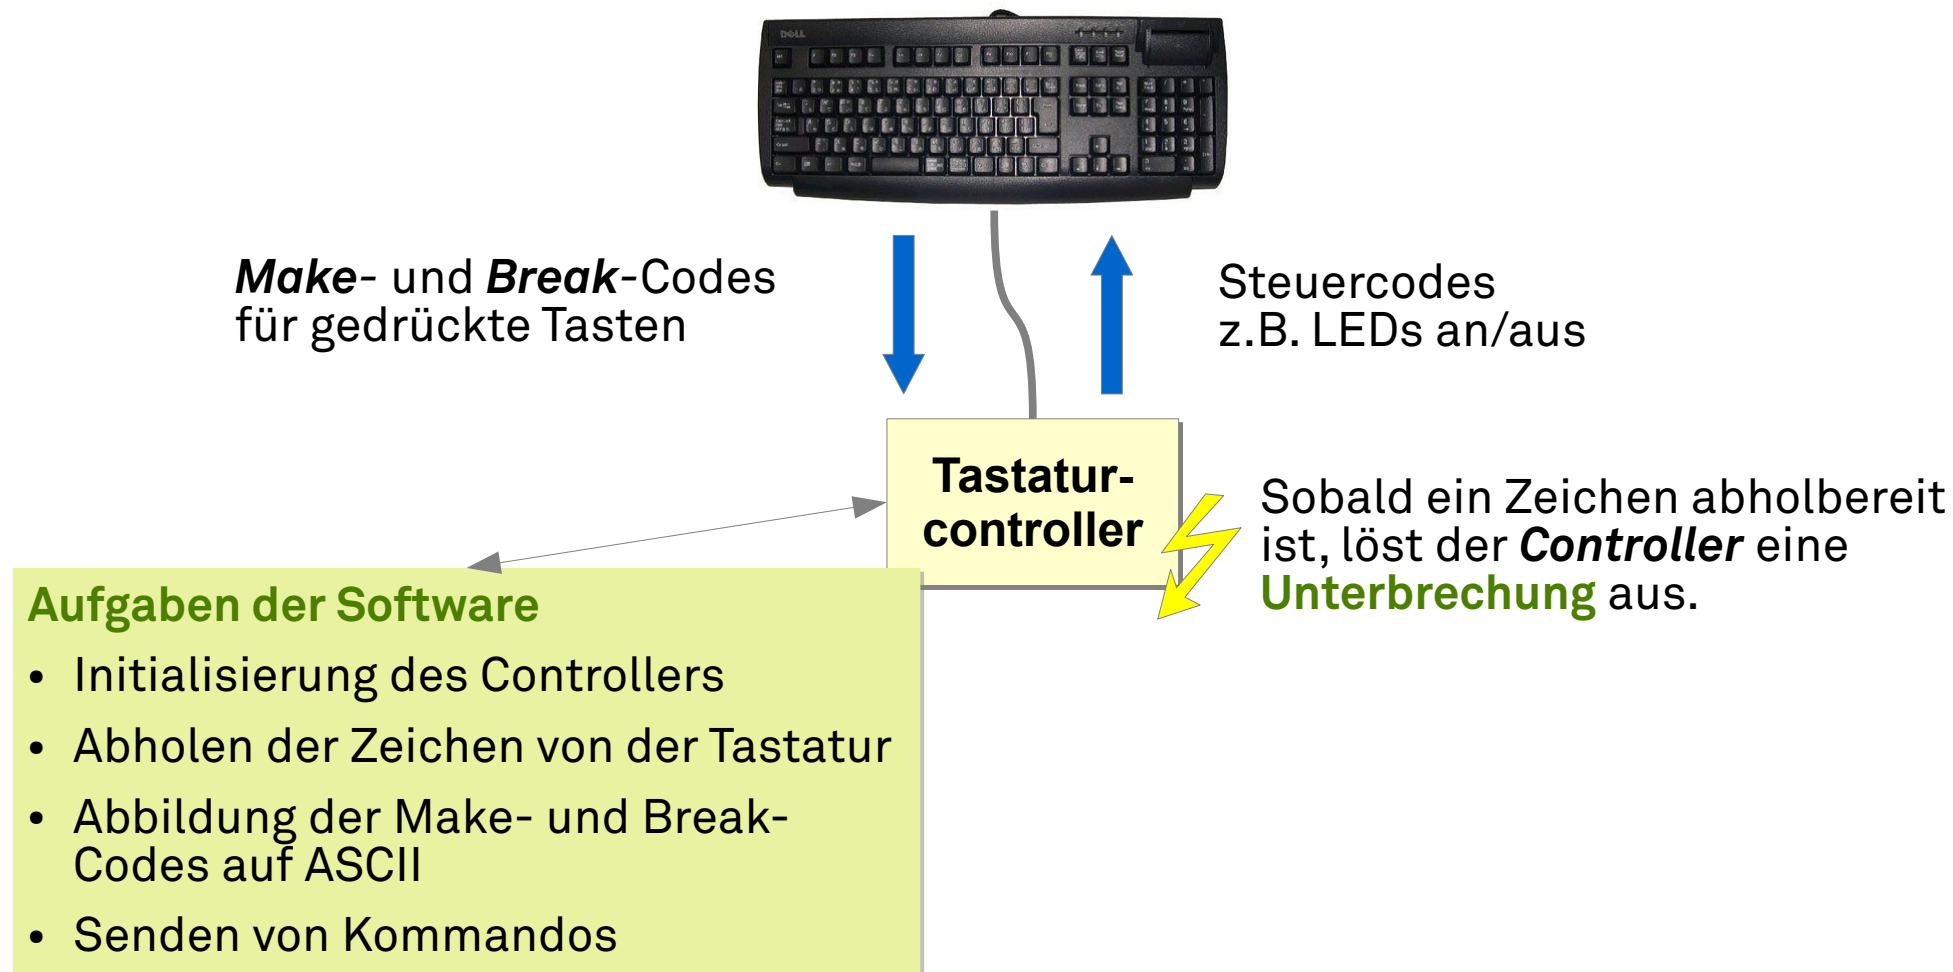 DELL
Make- und Break-Codes
für gedrückte Tasten
Steuercodes
z.B. LEDs an/aus
Tastatur-
controller
Sobald ein Zeichen abholbereit
ist, löst der Controller eine
Unterbrechung aus.
Aufgaben der Software
• Initialisierung des Controllers
• Abholen der Zeichen von der Tastatur
• Abbildung der Make- und Break-
Codes auf ASCII
• Senden von Kommandos